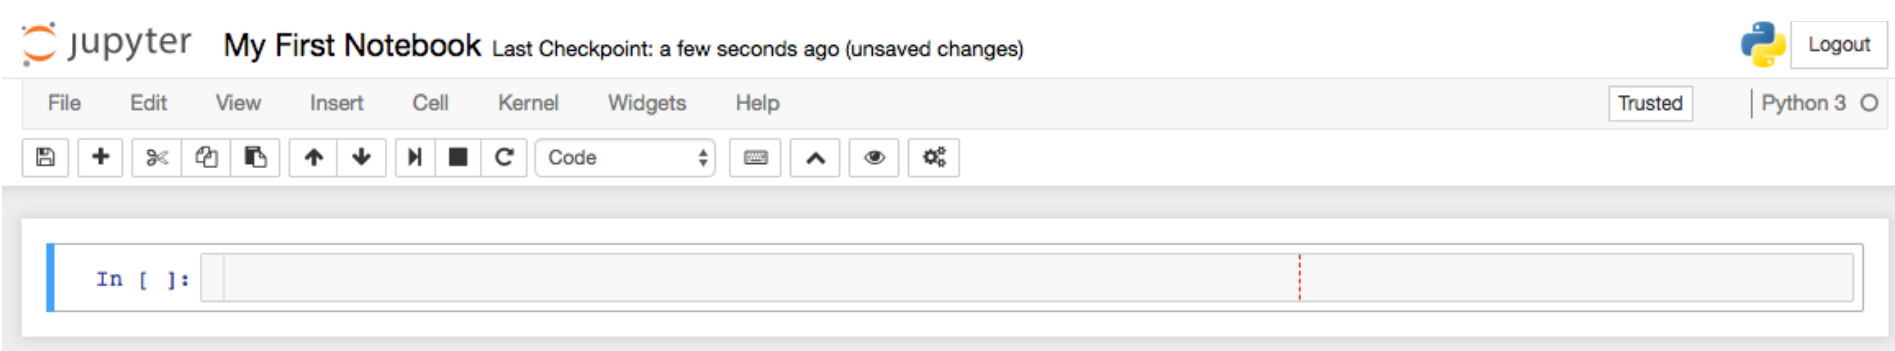 jupyter My First Notebook Last Checkpoint: a few seconds ago (unsaved changes) Logout
File Edit View Insert Cell Kernel Widgets Help Trusted Python 3
Code
In [ ]: